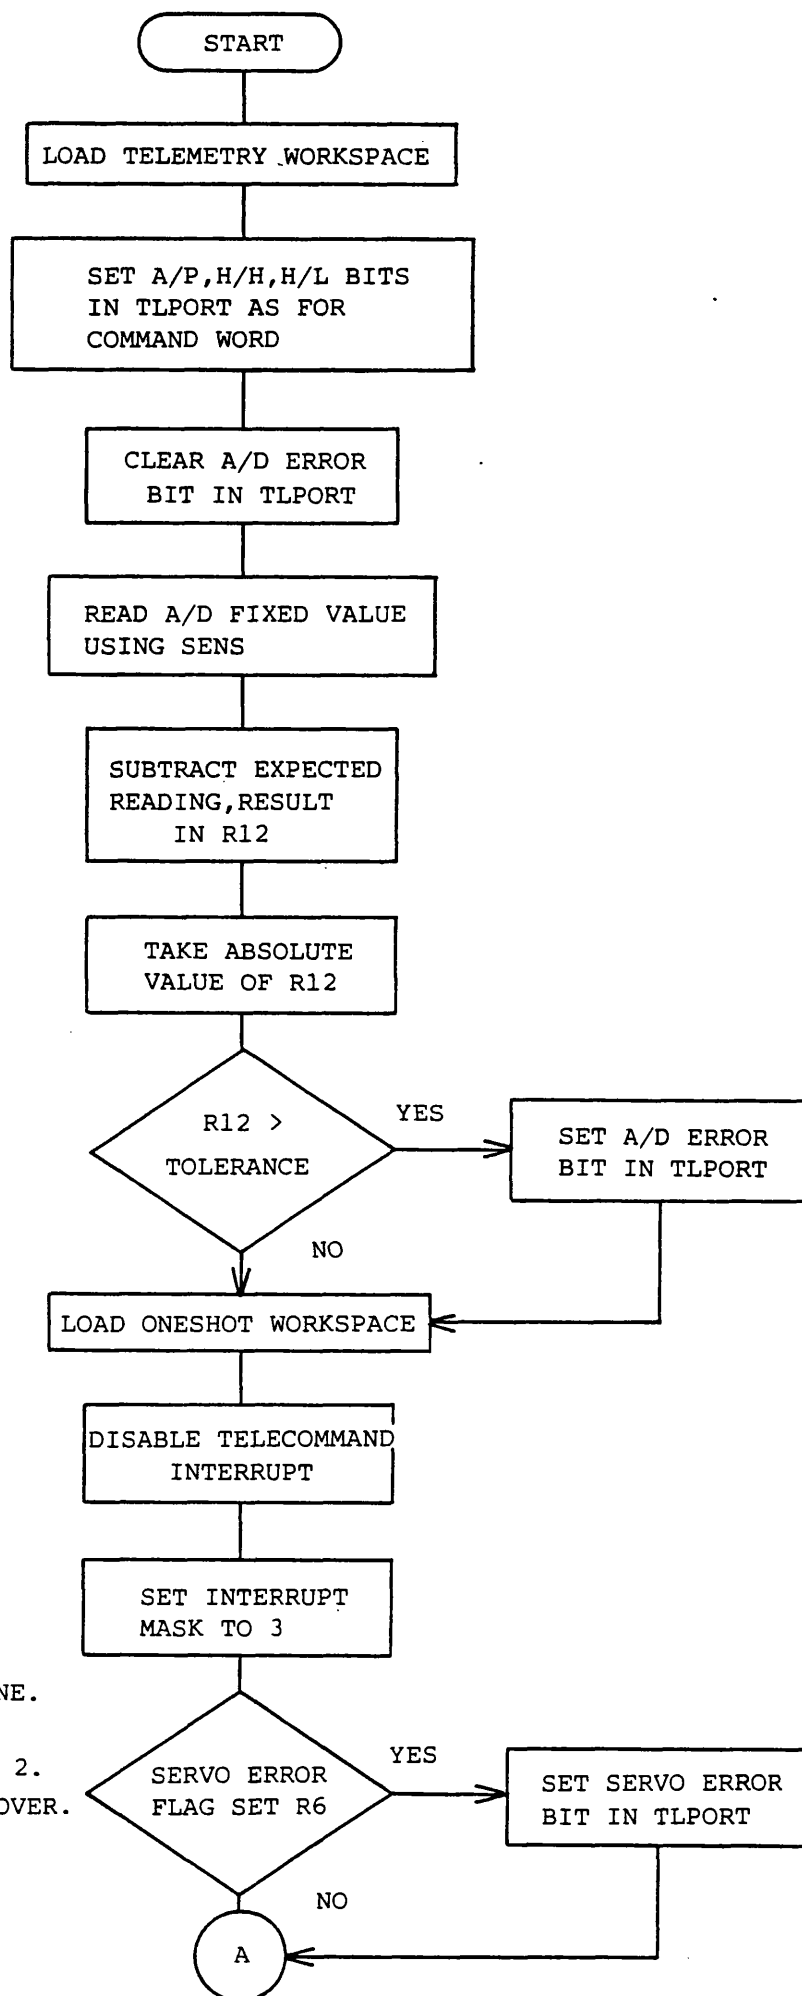 START
LOAD TELEMETRY WORKSPACE
SET A/P,H/H,H/L BITS
IN TLPORT AS FOR
COMMAND WORD
CLEAR A/D ERROR
BIT IN TLPORT
READ A/D FIXED VALUE
USING SENS
SUBTRACT EXPECTED
READING,RESULT
IN R12
TAKE ABSOLUTE
VALUE OF R12
R12 >
TOLERANCE
YES
SET A/D ERROR
BIT IN TLPORT
NO
LOAD ONESHOT WORKSPACE
DISABLE TELECOMMAND
INTERRUPT
SET INTERRUPT
MASK TO 3
NE.
2.
OVER.
SERVO ERROR
FLAG SET R6
YES
SET SERVO ERROR
BIT IN TLPORT
NO
A